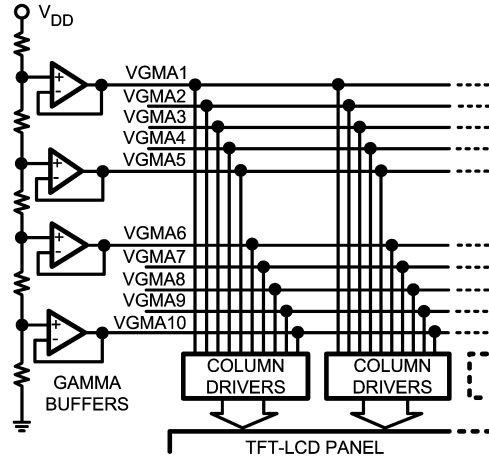 VDD
+
-
VGMA1
VGMA2
VGMA3
VGMA4
+
-
VGMA5
+
-
VGMA6
VGMA7
VGMA8
VGMA9
+
-
VGMA10
COLUMN
DRIVERS
COLUMN
DRIVERS
GAMMA
BUFFERS
TFT-LCD PANEL